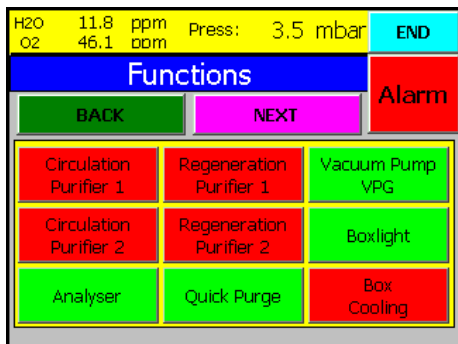 H2O 11.8 ppm Press: 3.5 mbar END
O2 46.1 ppm
Functions
Alarm
BACK NEXT
Circulation Purifier 1
Regeneration Purifier 1
Vacuum Pump VPG
Circulation Purifier 2
Regeneration Purifier 2
Boxlight
Analyser
Quick Purge
Box Cooling